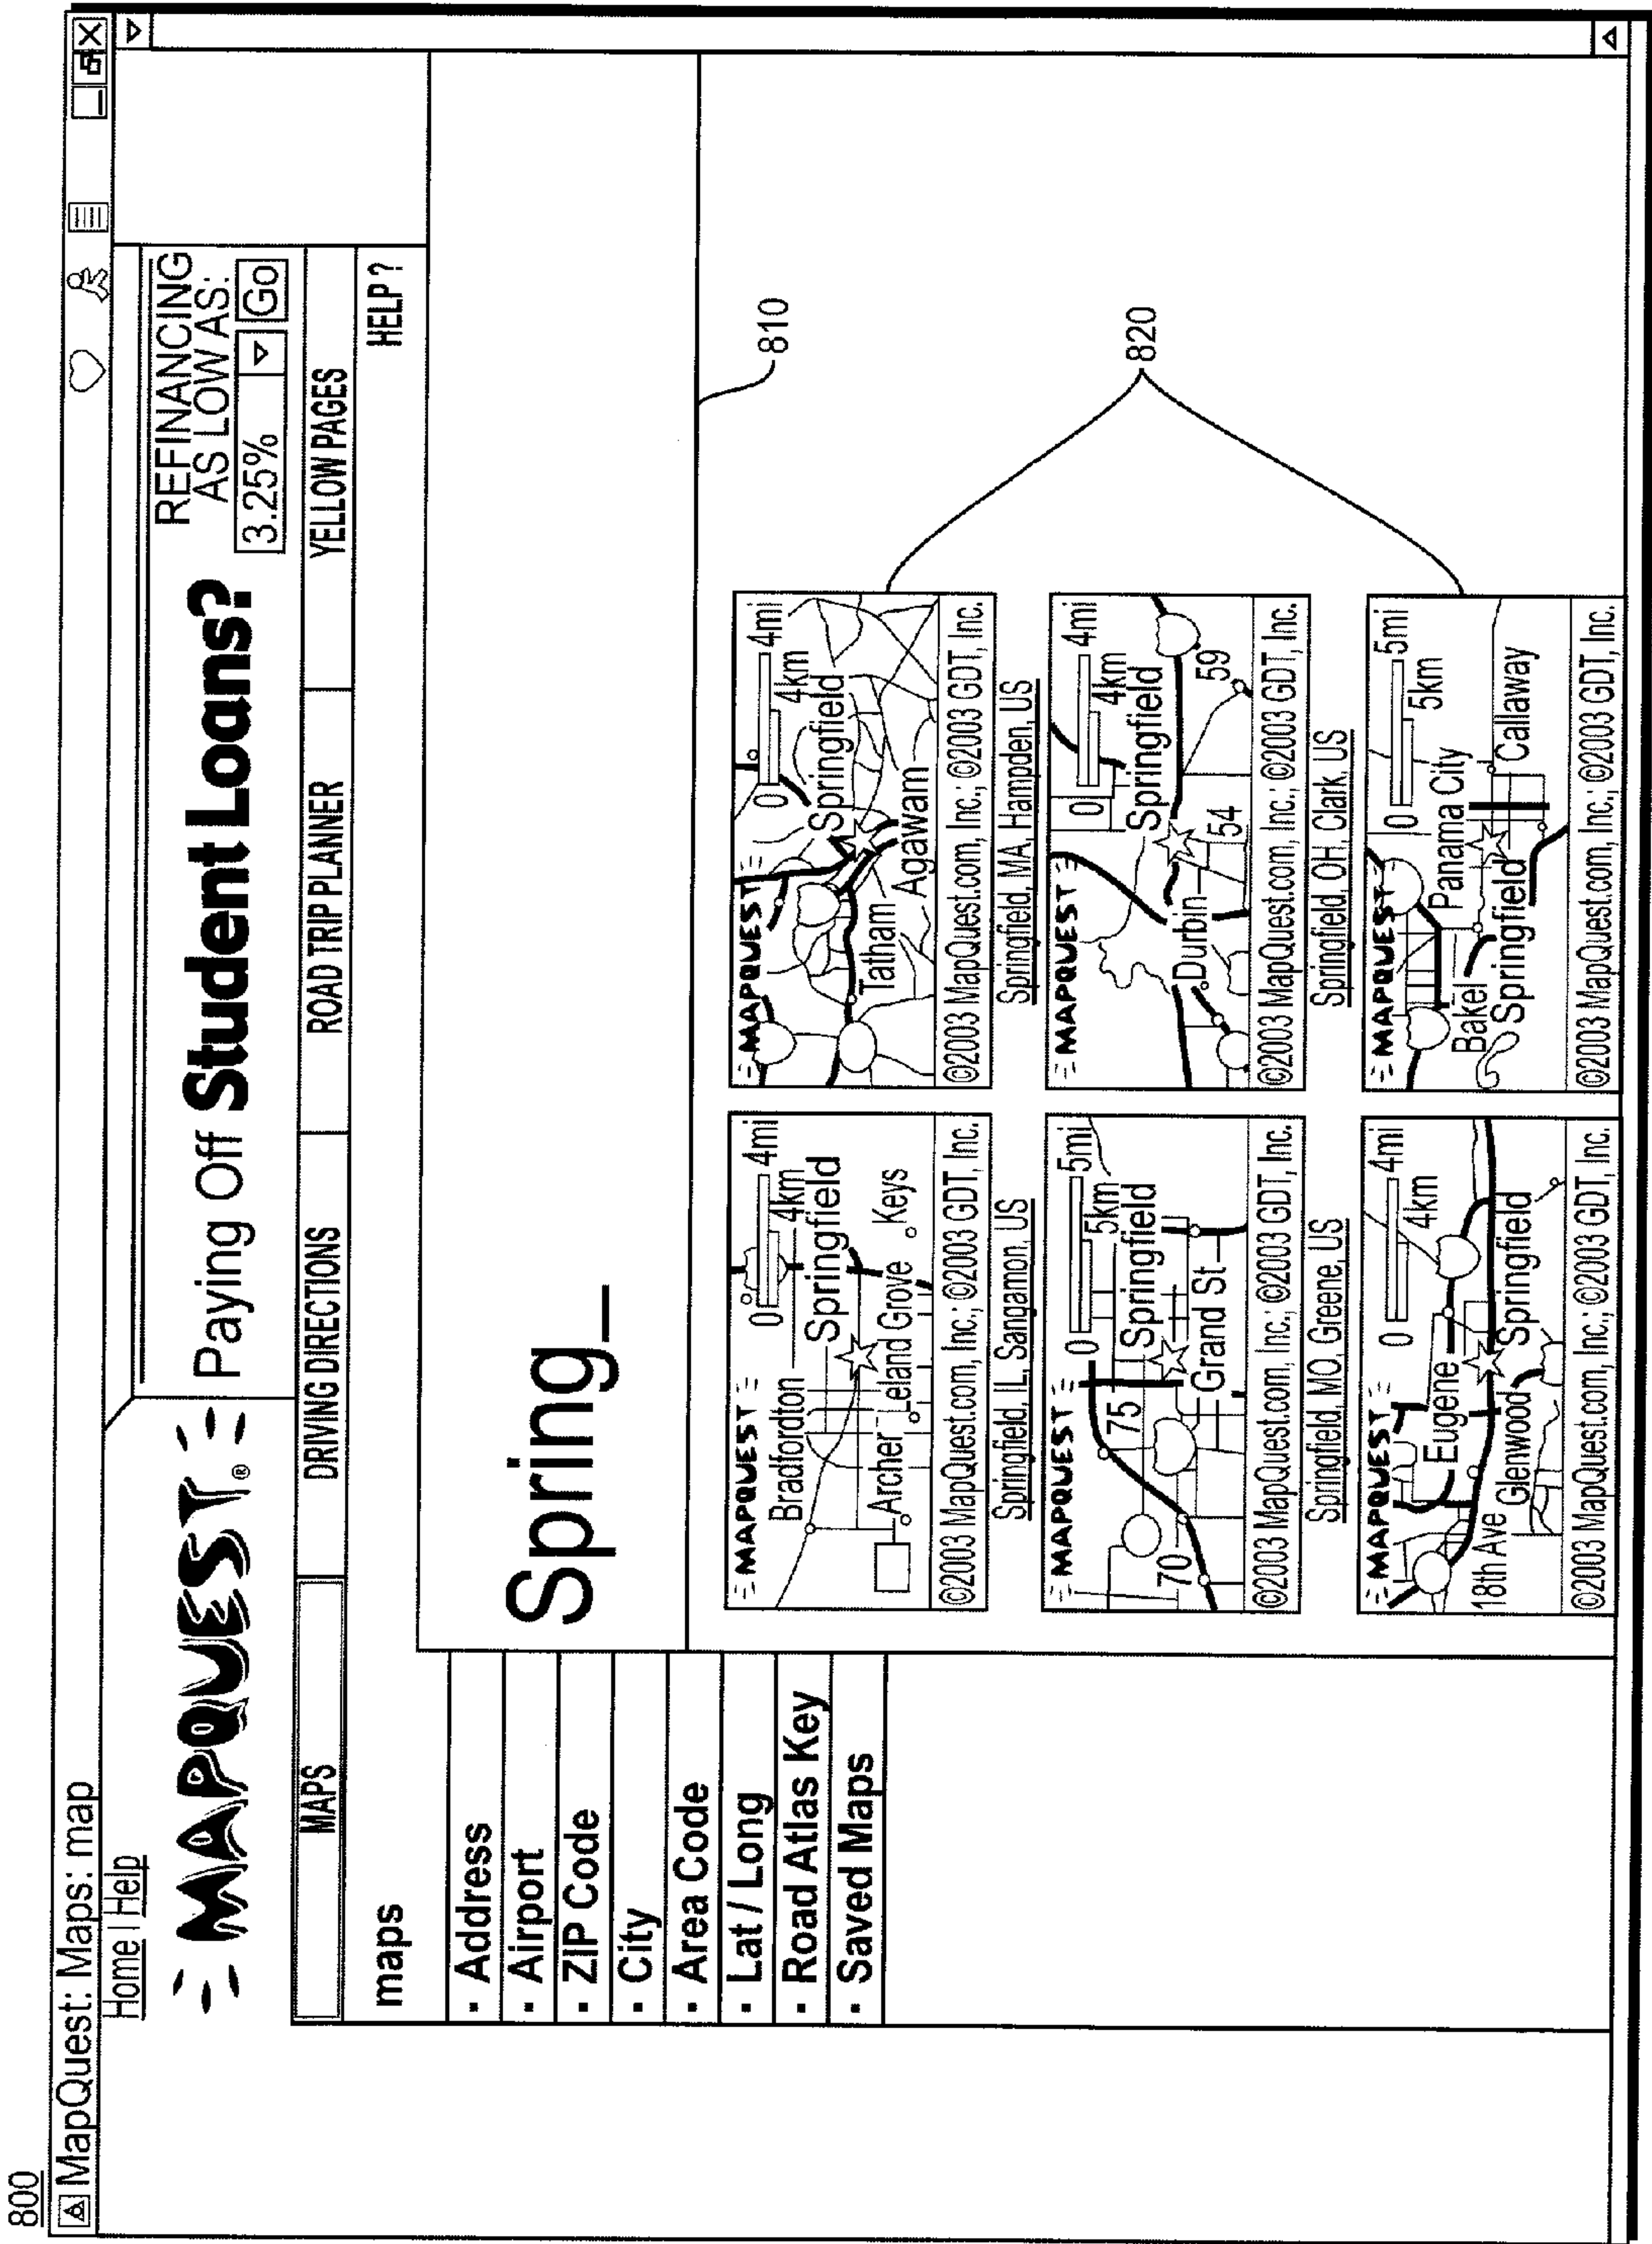 800
MapQuest: Maps: map
Home | Help
MAPQUEST® Paying Off Student Loans? REFINANCING
AS LOW AS:
3.25% Go
MAPS DRIVING DIRECTIONS ROAD TRIP PLANNER YELLOW PAGES
maps HELP ?
· Address
· Airport
· ZIP Code
· City
· Area Code
· Lat / Long
· Road Atlas Key
· Saved Maps
Spring_
810
820
MAPQUEST
0 4mi
4km
Bradfordton
Springfield
Archer Leland Grove Keys
©2003 MapQuest.com, Inc.; ©2003 GDT, Inc.
Springfield, IL, Sangamon, US
MAPQUEST
0 4mi
4km
Springfield
Tatham Agawam
©2003 MapQuest.com, Inc.; ©2003 GDT, Inc.
Springfield, MA, Hampden, US
MAPQUEST
0 5mi
5km
75 Springfield
70 Grand St
©2003 MapQuest.com, Inc.; ©2003 GDT, Inc.
Springfield, MO, Greene, US
MAPQUEST
0 4mi
4km
Springfield
Durbin 54 59
©2003 MapQuest.com, Inc.; ©2003 GDT, Inc.
Springfield, OH, Clark, US
MAPQUEST
0 4mi
4km
Eugene
18th Ave Glenwood Springfield
©2003 MapQuest.com, Inc.; ©2003 GDT, Inc.
MAPQUEST
0 5mi
5km
Panama City
Bakel
Springfield Callaway
©2003 MapQuest.com, Inc.; ©2003 GDT, Inc.